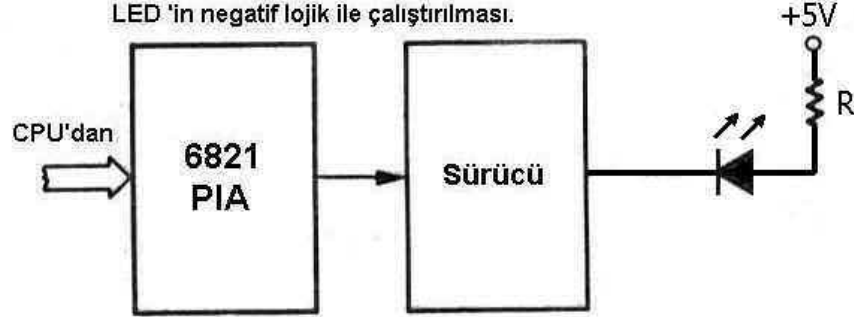 LED 'in negatif lojik ile çalıştırılması.
+5V
R
CPU'dan
6821
PIA
Sürücü